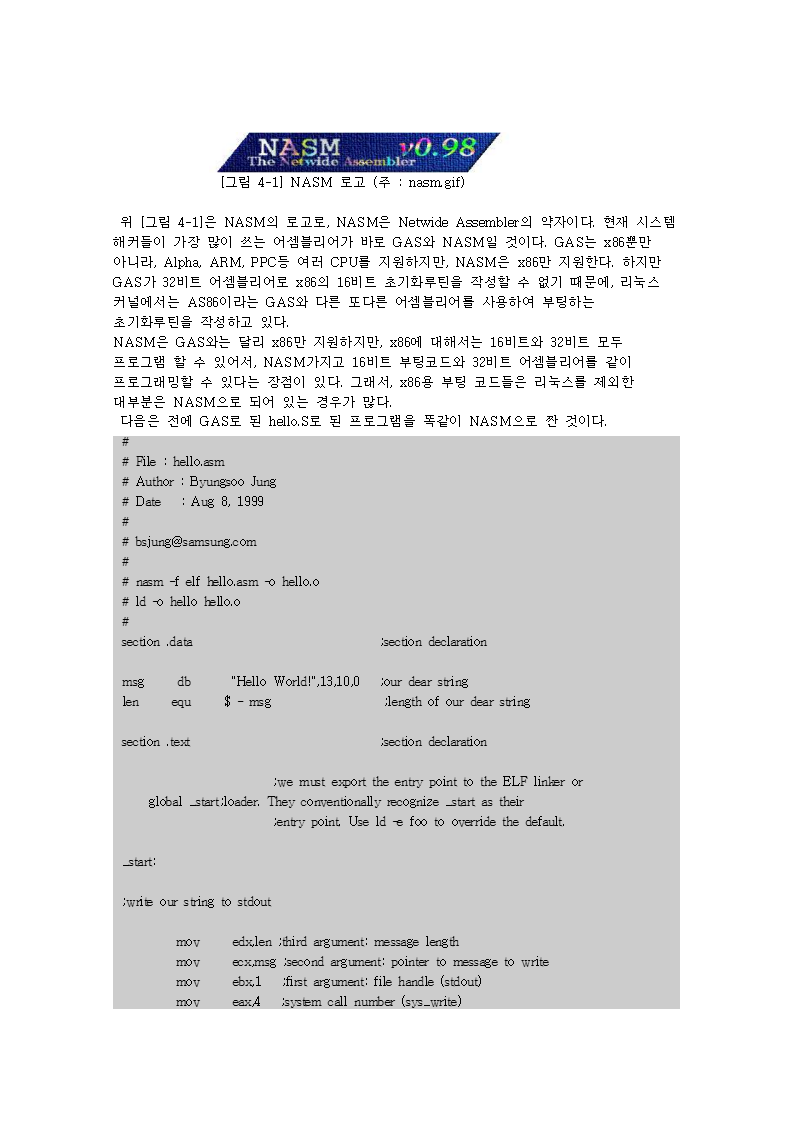 NASM v0.98
The Netwide Assembler
[그림 4-1] NASM 로고 (주 : nasm.gif)
위 [그림 4-1]은 NASM의 로고로, NASM은 Netwide Assembler의 약자이다. 현재 시스템
해커들이 가장 많이 쓰는 어셈블리어가 바로 GAS와 NASM일 것이다. GAS는 x86뿐만
아니라, Alpha, ARM, PPC등 여러 CPU를 지원하지만, NASM은 x86만 지원한다. 하지만
GAS가 32비트 어셈블리어로 x86의 16비트 초기화루틴을 작성할 수 없기 때문에, 리눅스
커널에서는 AS86이라는 GAS와 다른 또다른 어셈블리어를 사용하여 부팅하는
초기화루틴을 작성하고 있다.
NASM은 GAS와는 달리 x86만 지원하지만, x86에 대해서는 16비트와 32비트 모두
프로그램 할 수 있어서, NASM가지고 16비트 부팅코드와 32비트 어셈블리어를 같이
프로그래밍할 수 있다는 장점이 있다. 그래서, x86용 부팅 코드들은 리눅스를 제외한
대부분은 NASM으로 되어 있는 경우가 많다.
다음은 전에 GAS로 된 hello.S로 된 프로그램을 똑같이 NASM으로 짠 것이다.
#
# File : hello.asm
# Author : Byungsoo Jung
# Date : Aug 8, 1999
#
# bsjung@samsung.com
#
# nasm -f elf hello.asm -o hello.o
# ld -o hello hello.o
#
section .data ;section declaration
msg db "Hello World!",13,10,0 ;our dear string
len equ $ - msg ;length of our dear string
section .text ;section declaration
;we must export the entry point to the ELF linker or
global _start;loader. They conventionally recognize _start as their
;entry point. Use ld -e foo to override the default.
_start:
;write our string to stdout
mov edx,len ;third argument: message length
mov ecx,msg ;second argument: pointer to message to write
mov ebx,1 ;first argument: file handle (stdout)
mov eax,4 ;system call number (sys_write)